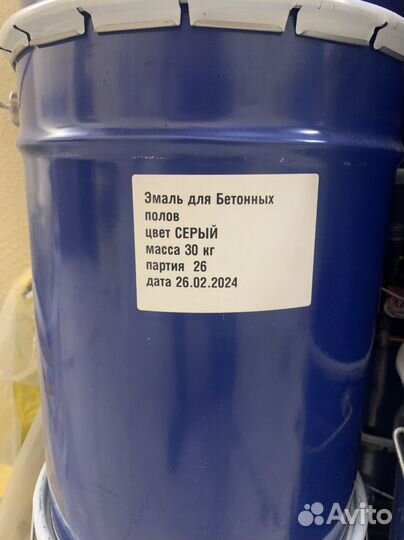 Эмаль для Бетонных
полов
цвет СЕРЫЙ
масса 30 кг
партия 26
дата 26.02.2024
Avito